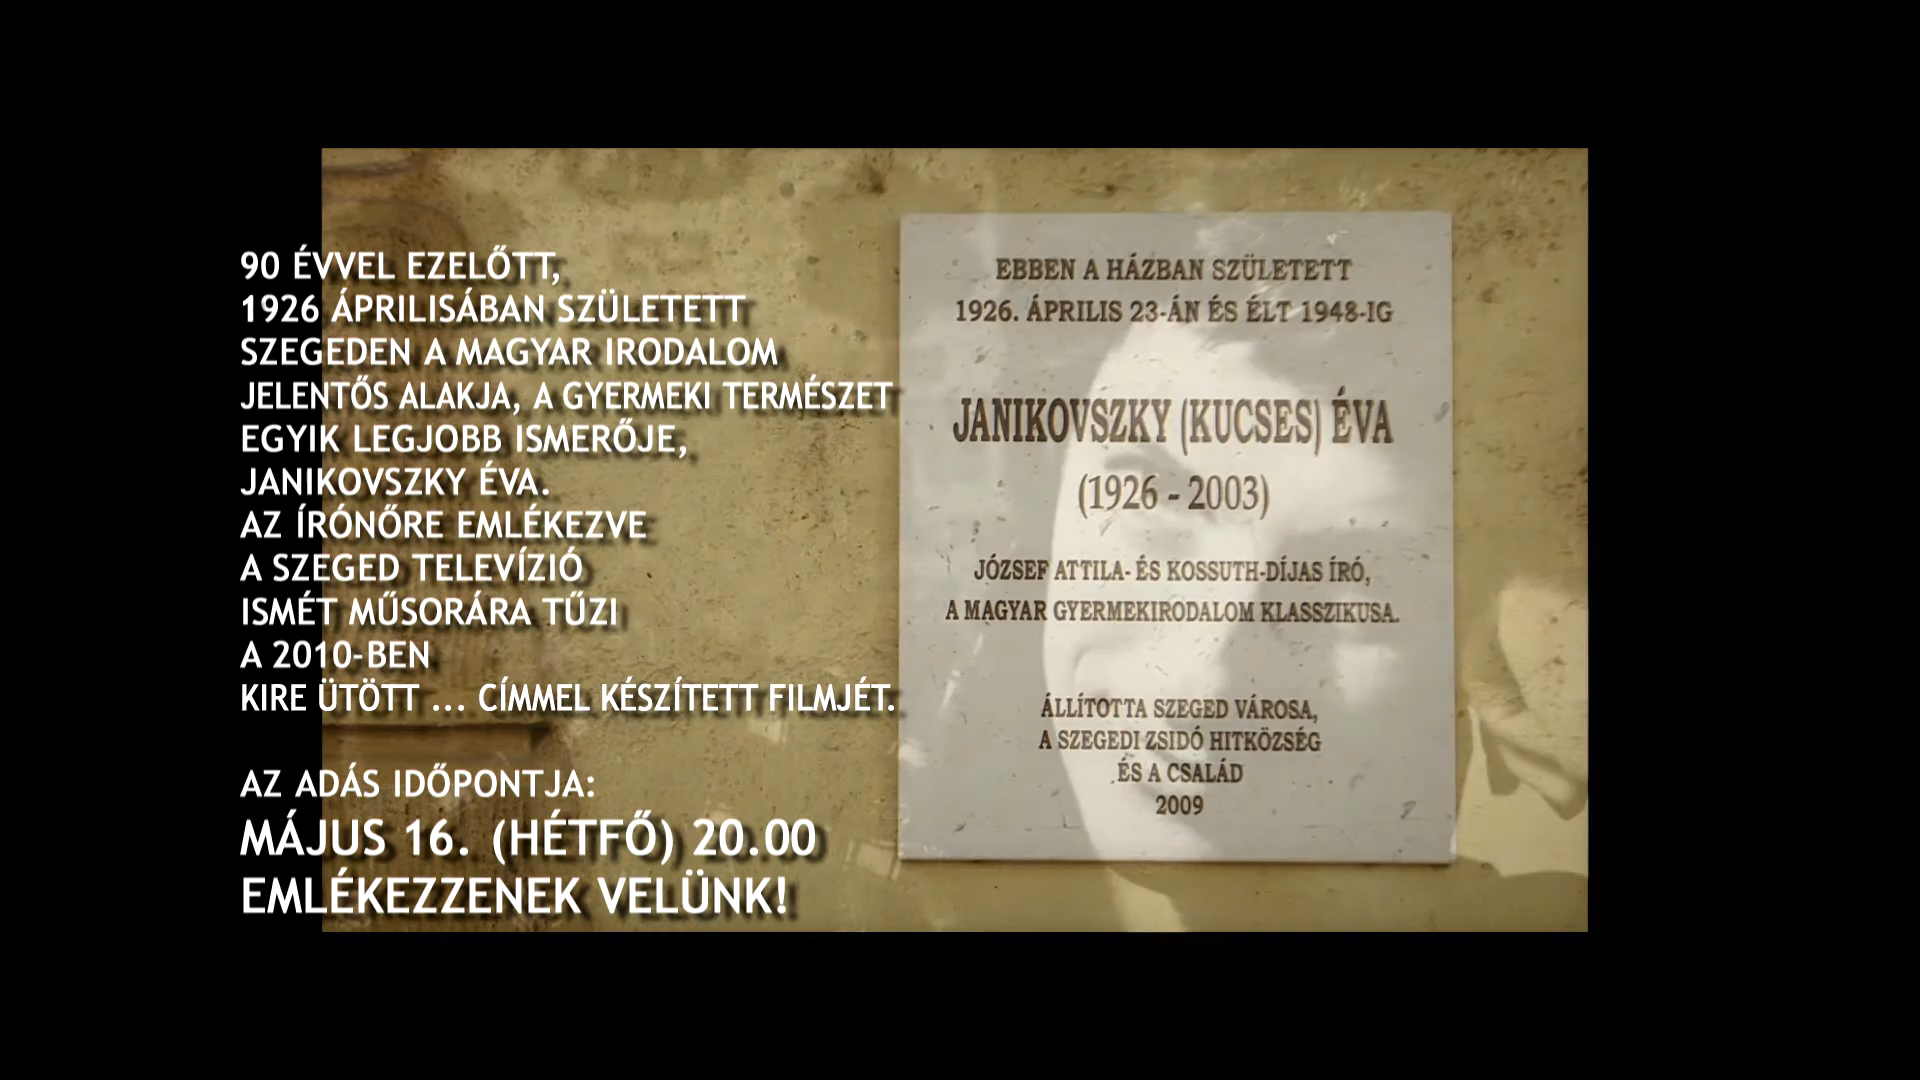 90 ÉVVEL EZELŐTT,
1926 ÁPRILISÁBAN SZÜLETETT
SZEGEDEN A MAGYAR IRODALOM
JELENTŐS ALAKJA, A GYERMEKI TERMÉSZET
EGYIK LEGJOBB ISMERŐJE,
JANIKOVSZKY ÉVA.
AZ ÍRÓNŐRE EMLÉKEZVE
A SZEGED TELEVÍZIÓ
ISMÉT MŰSORÁRA TŰZI
A 2010-BEN
KIRE ÜTÖTT ... CÍMMEL KÉSZÍTETT FILMJÉT.
AZ ADÁS IDŐPONTJA:
MÁJUS 16. (HÉTFŐ) 20.00
EMLÉKEZZENEK VELÜNK!
EBBEN A HÁZBAN SZÜLETETT
1926. ÁPRILIS 23-ÁN ÉS ÉLT 1948-IG
JANIKOVSZKY (KUCSES) ÉVA
(1926 - 2003)
JÓZSEF ATTILA- ÉS KOSSUTH-DÍJAS ÍRÓ,
A MAGYAR GYERMEKIRODALOM KLASSZIKUSA.
ÁLLÍTOTTA SZEGED VÁROSA,
A SZEGEDI ZSIDÓ HITKÖZSÉG
ÉS A CSALÁD
2009